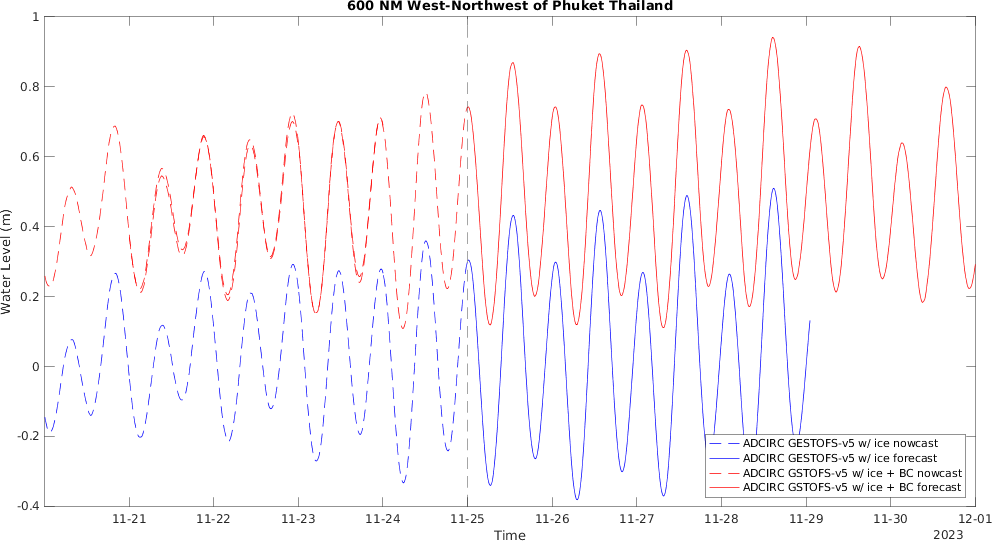 600 NM West-Northwest of Phuket Thailand
1
0.8
0.6
0.4
0.2
0
-0.2
-0.4
Water Level (m)
ADCIRC GESTOFS-v5 w/ ice nowcast
ADCIRC GESTOFS-v5 w/ ice forecast
ADCIRC GSTOFS-v5 w/ ice + BC nowcast
ADCIRC GSTOFS-v5 w/ ice + BC forecast
11-21 11-22 11-23 11-24 11-25 11-26 11-27 11-28 11-29 11-30 12-01
Time
2023